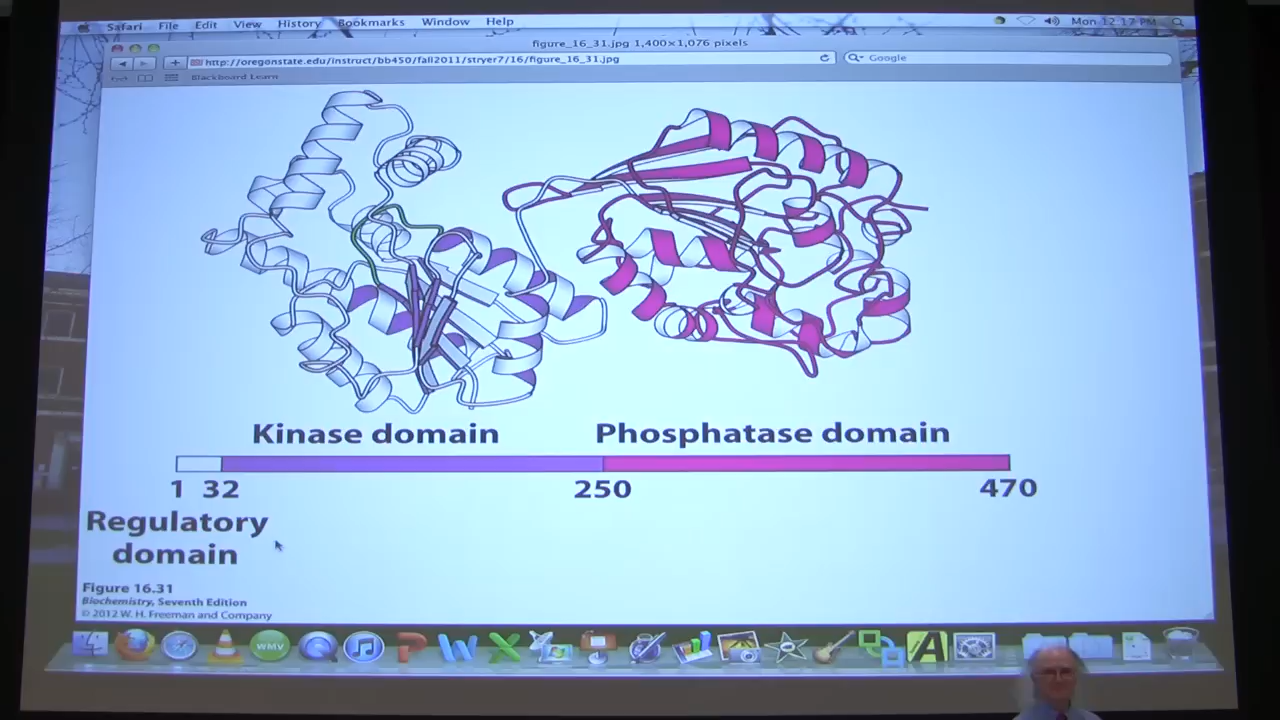 Safari File Edit View History Bookmarks Window Help Mon 12:17 PM
figure_16_31.jpg 1,400×1,076 pixels
http://oregonstate.edu/instruct/bb450/fall2011/stryer7/16/figure_16_31.jpg Google
Blackboard Learn
Kinase domain Phosphatase domain
1 32 250 470
Regulatory
domain
Figure 16.31
Biochemistry, Seventh Edition
© 2012 W. H. Freeman and Company
WMV